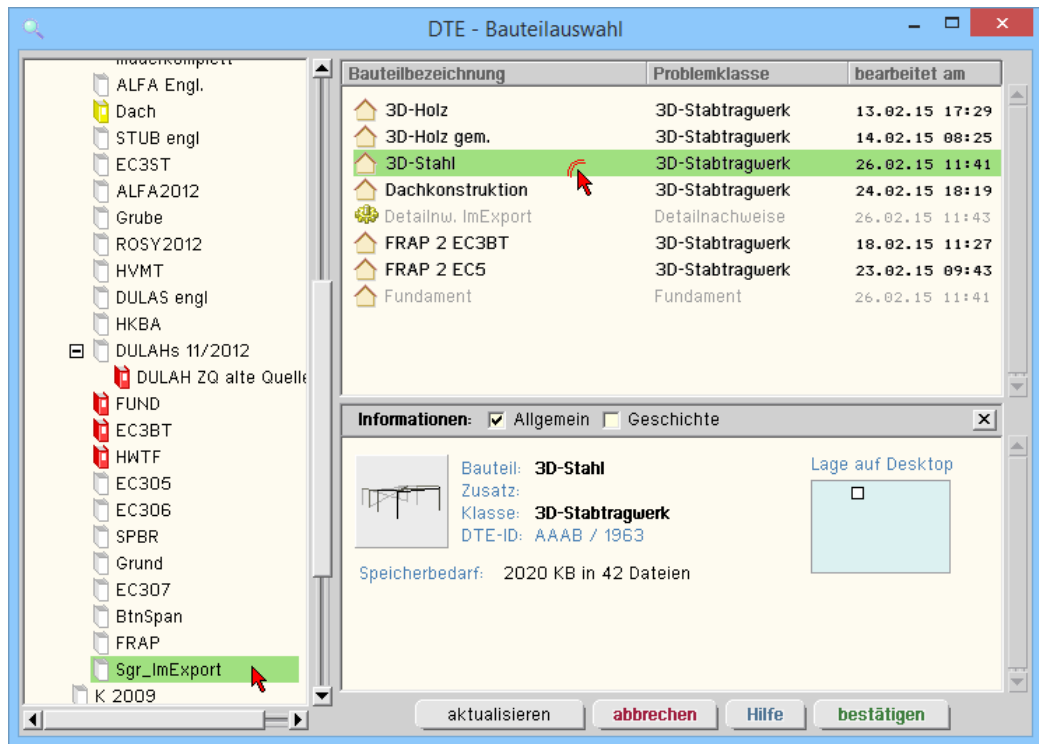 DTE - Bauteilauswahl
mauerkomplett
ALFA Engl.
Dach
STUB engl
EC3ST
ALFA2012
Grube
ROSY2012
HVMT
DULAS engl
HKBA
DULAHs 11/2012
DULAH ZQ alte Quelle
FUND
EC3BT
HWTF
EC305
EC306
SPBR
Grund
EC307
BtnSpan
FRAP
Sgr_ImExport
K 2009
Bauteilbezeichnung Problemklasse bearbeitet am
3D-Holz 3D-Stabtragwerk 13.02.15 17:29
3D-Holz gem. 3D-Stabtragwerk 14.02.15 08:25
3D-Stahl 3D-Stabtragwerk 26.02.15 11:41
Dachkonstruktion 3D-Stabtragwerk 24.02.15 18:19
Detailnw. ImExport Detailnachweise 26.02.15 11:43
FRAP 2 EC3BT 3D-Stabtragwerk 18.02.15 11:27
FRAP 2 EC5 3D-Stabtragwerk 23.02.15 09:43
Fundament Fundament 26.02.15 11:41
Informationen: Allgemein Geschichte
Bauteil: 3D-Stahl
Zusatz:
Klasse: 3D-Stabtragwerk
DTE-ID: AAAB / 1963
Lage auf Desktop
Speicherbedarf: 2020 KB in 42 Dateien
aktualisieren abbrechen Hilfe bestätigen